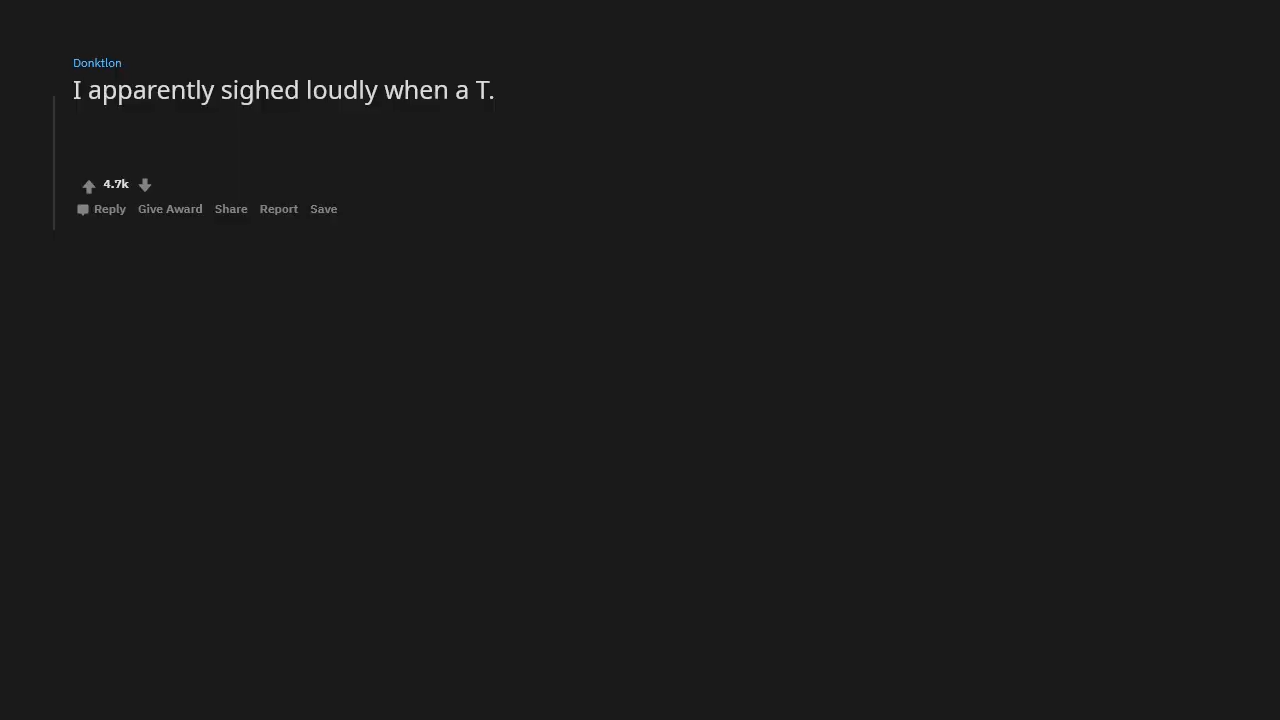 Donktlon
I apparently sighed loudly when a T.
4.7k
Reply Give Award Share Report Save